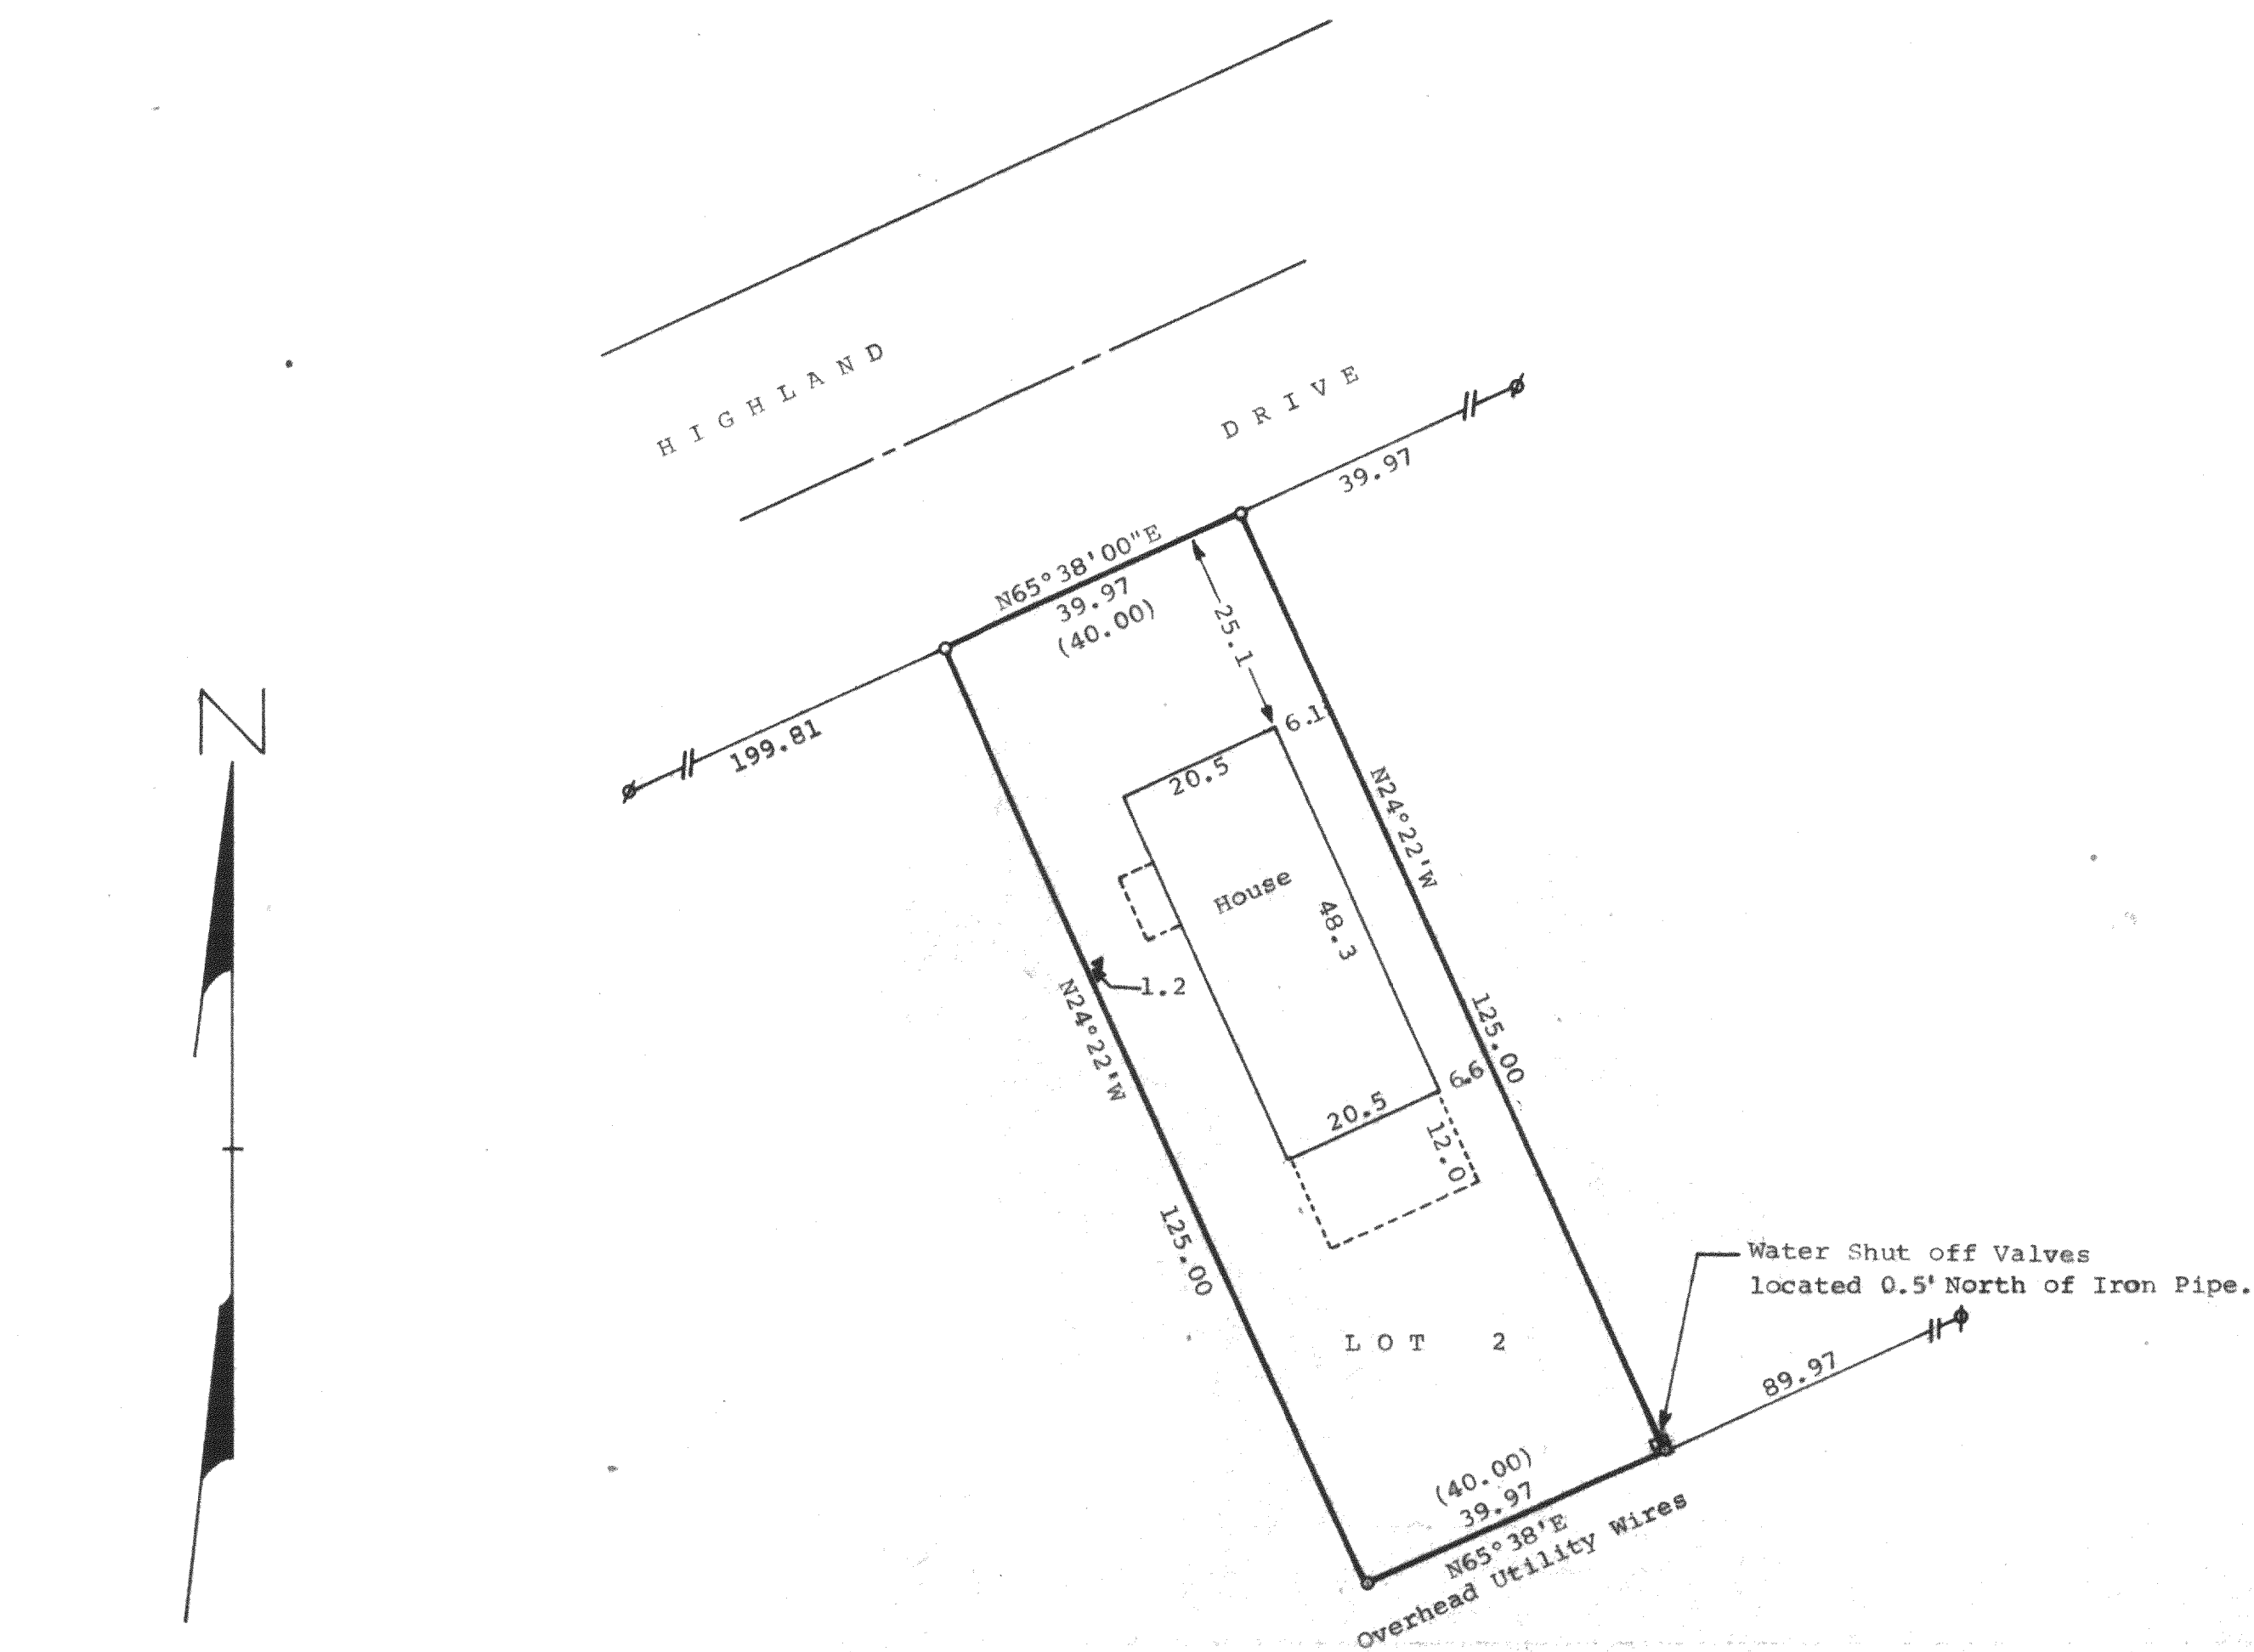 HIGHLAND DRIVE
39.97
N65°38'00"E
39.97
(40.00)
25.1
N
199.81
6.1
20.5
N24°22'W
House
48.3
1.2
N24°22'W
125.00
6.6
20.5
12.0
125.00
Water Shut off Valves
located 0.5' North of Iron Pipe.
LOT 2
89.97
(40.00)
39.97
N65°38'E
Overhead Utility Wires